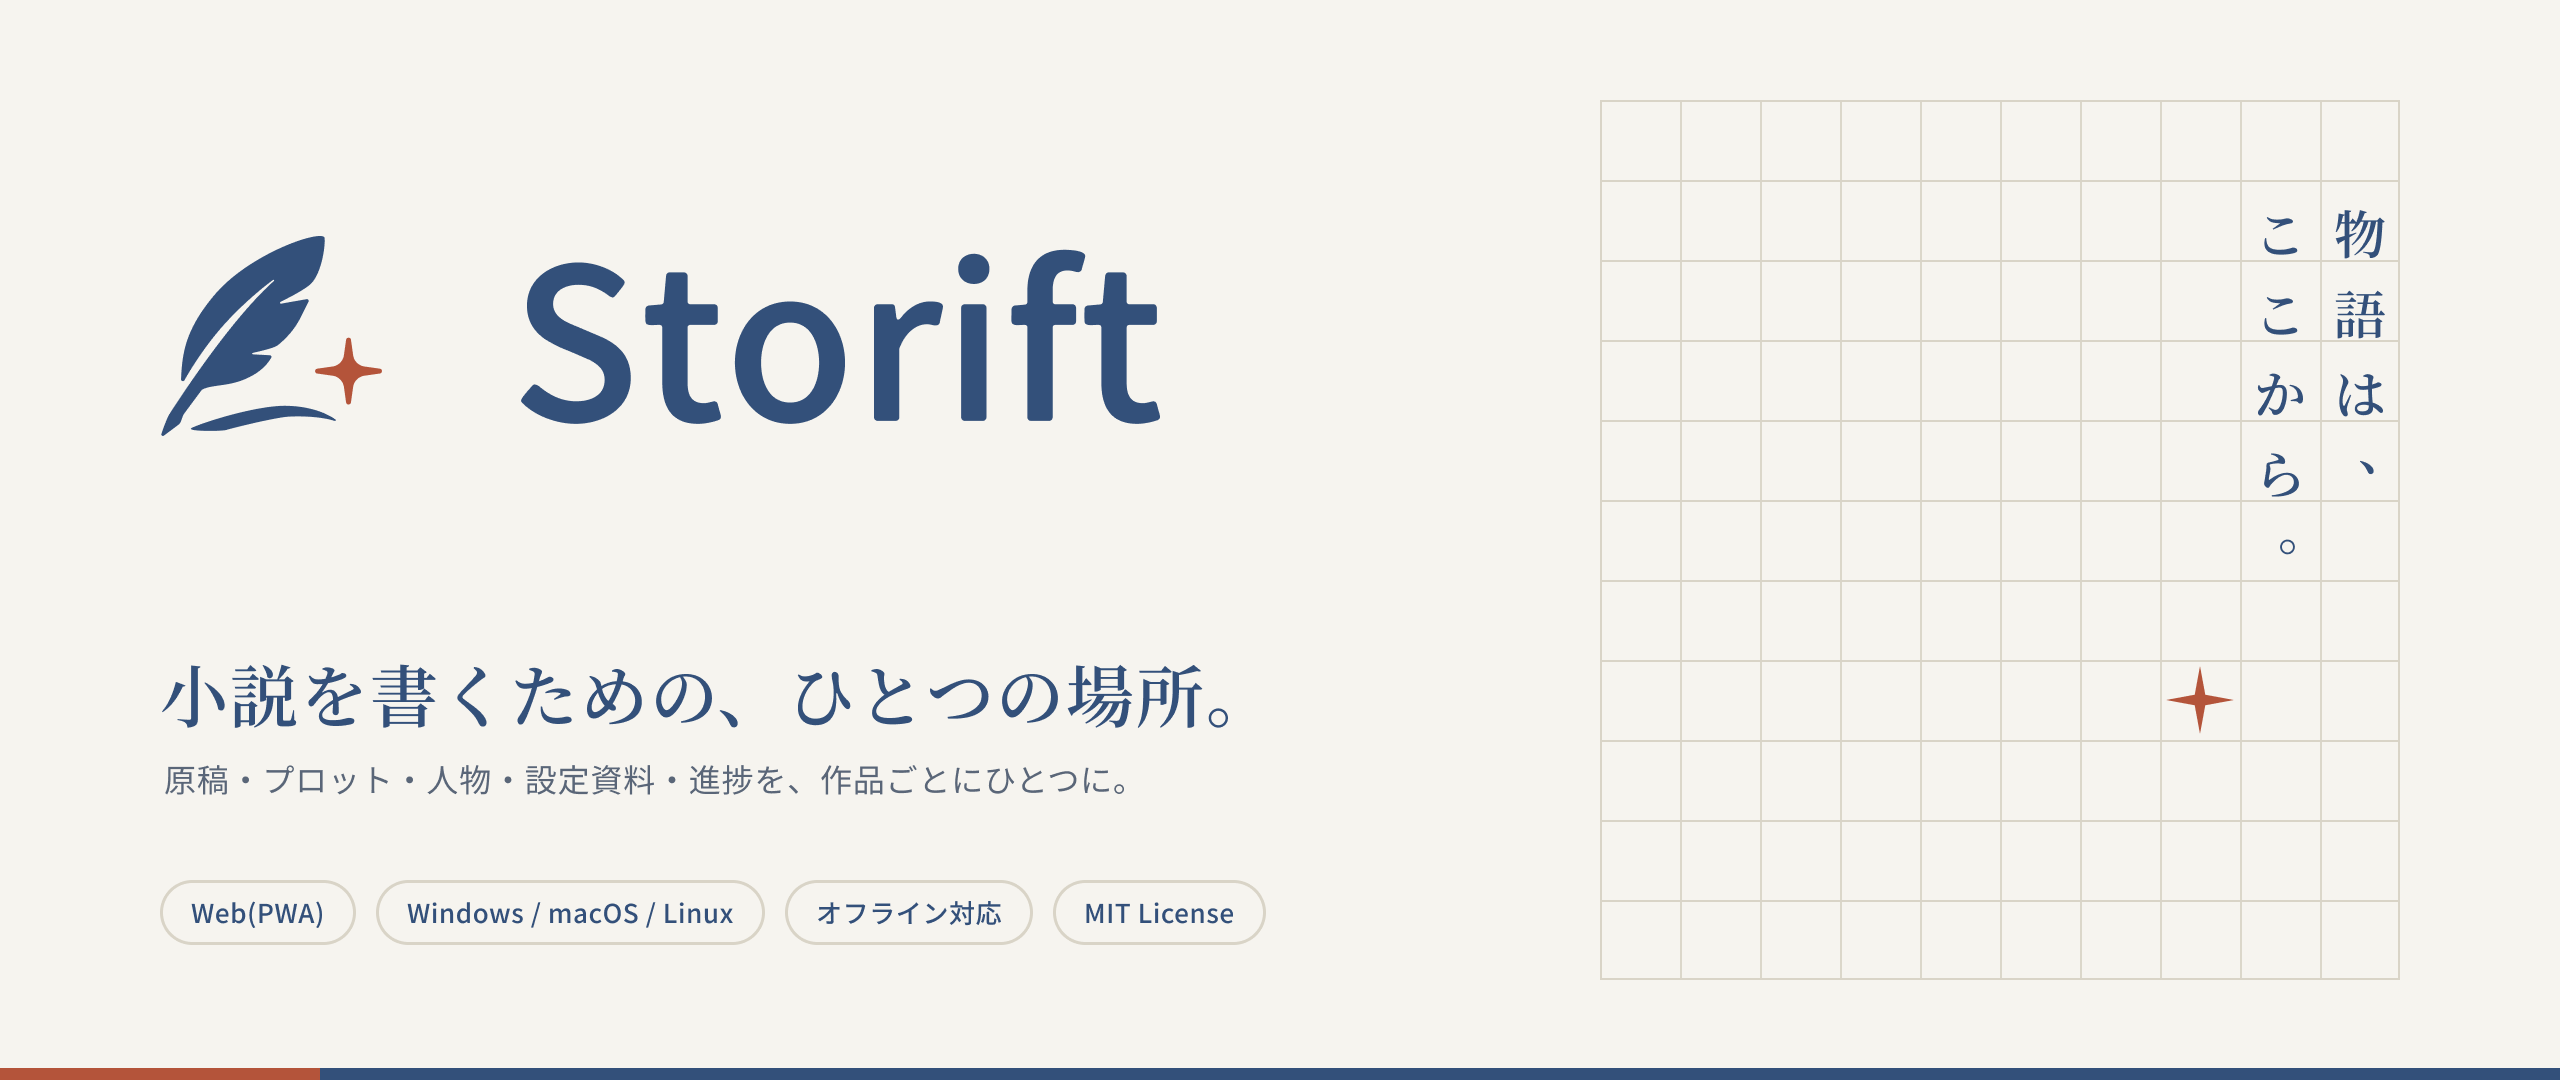 Storift
小説を書くための、ひとつの場所。
原稿・プロット・人物・設定資料・進捗を、作品ごとにひとつに。
Web(PWA)
Windows / macOS / Linux
オフライン対応
MIT License
物語は、
ここから。